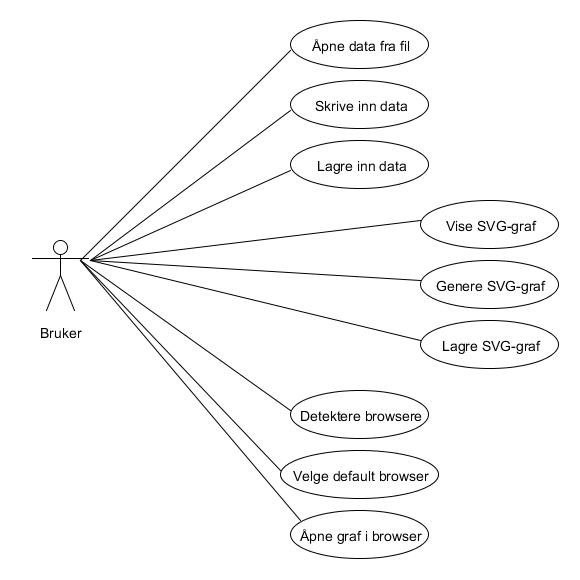 Åpne data fra fil
Skrive inn data
Lagre inn data
Vise SVG-graf
Genere SVG-graf
Lagre SVG-graf
Bruker
Detektere browsere
Velge default browser
Åpne graf i browser